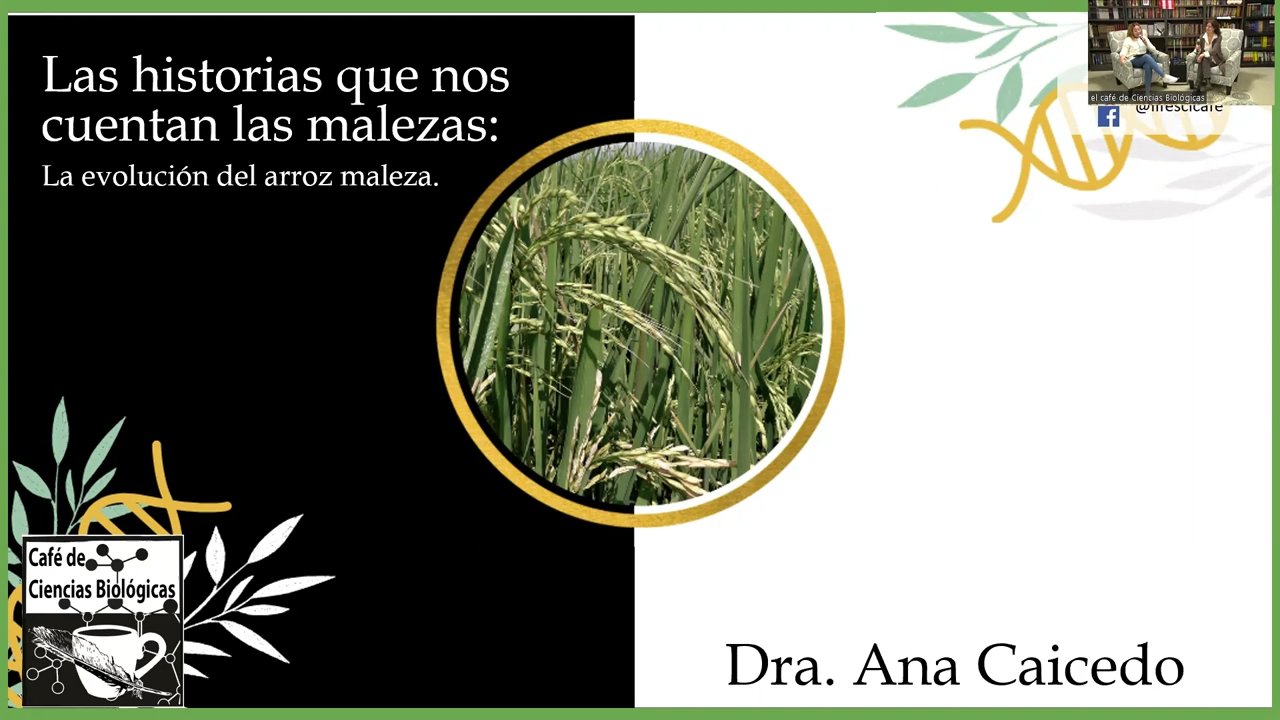 Las historias que nos
cuentan las malezas:
La evolución del arroz maleza.
el café de Ciencias Biológicas
@mescicafe
Café de
Ciencias Biológicas
Dra. Ana Caicedo